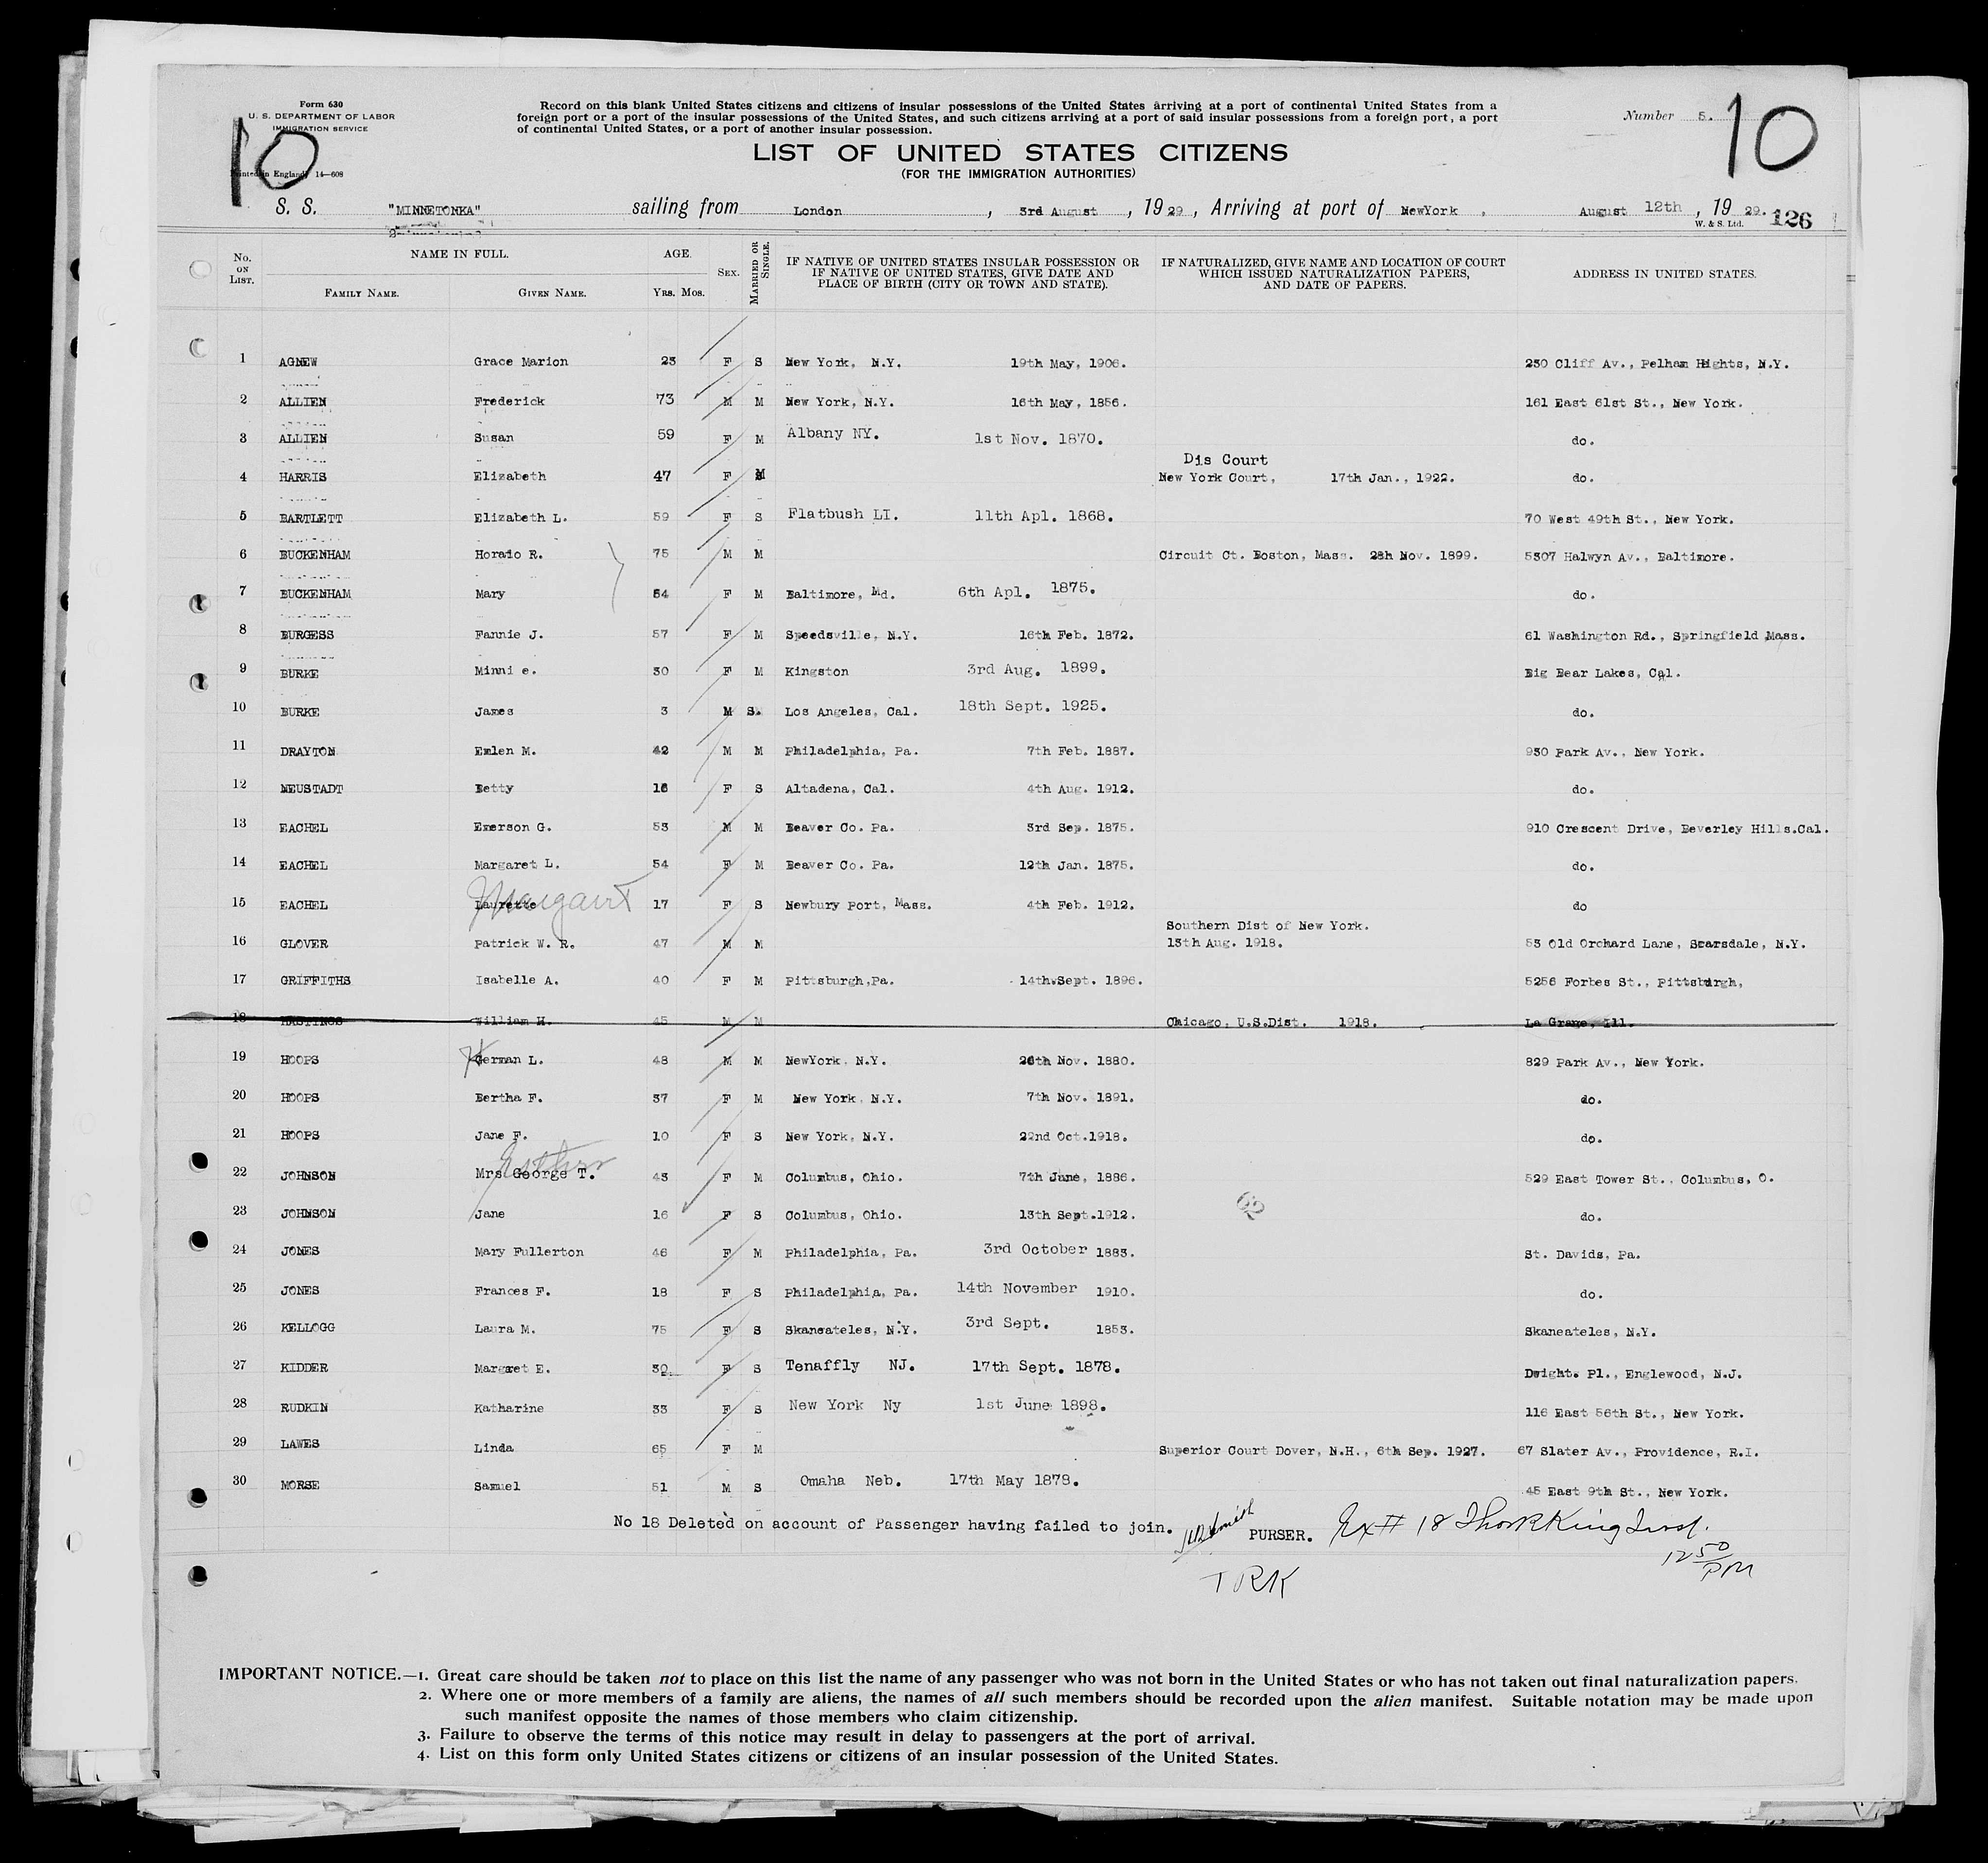 Form 630
U. S. DEPARTMENT OF LABOR
IMMIGRATION SERVICE
Printed in England 14—608
10
Record on this blank United States citizens and citizens of insular possessions of the United States arriving at a port of continental United States from a
foreign port or a port of the insular possessions of the United States, and such citizens arriving at a port of said insular possessions from a foreign port, a port
of continental United States, or a port of another insular possession.
Number 5.
10
LIST OF UNITED STATES CITIZENS
(FOR THE IMMIGRATION AUTHORITIES)
S. S. "MINNETONKA" sailing from London, 3rd August, 1929, Arriving at port of NewYork, August 12th, 1929.
W. & S. Ltd. 126
No. ON LIST. NAME IN FULL. FAMILY NAME. GIVEN NAME. AGE. YRS. MOS. SEX. MARRIED OR SINGLE. IF NATIVE OF UNITED STATES INSULAR POSSESSION OR IF NATIVE OF UNITED STATES, GIVE DATE AND PLACE OF BIRTH (CITY OR TOWN AND STATE). IF NATURALIZED, GIVE NAME AND LOCATION OF COURT WHICH ISSUED NATURALIZATION PAPERS, AND DATE OF PAPERS. ADDRESS IN UNITED STATES.
1 AGNEW Grace Marion 23 F S New York, N.Y. 19th May, 1906. 230 Cliff Av., Pelham Hights, N.Y.
2 ALLIEN Frederick 73 M M New York, N.Y. 16th May, 1856. 161 East 61st St., New York.
3 ALLIEN Susan 59 F M Albany NY. 1st Nov. 1870. do.
Dis Court
4 HARRIS Elizabeth 47 F M New York Court, 17th Jan., 1922. do.
5 BARTLETT Elizabeth L. 59 F S Flatbush LI. 11th Apl. 1868. 70 West 49th St., New York.
6 BUCKENHAM Horatio R. 75 M M Circuit Ct. Boston, Mass. 28h Nov. 1899. 5307 Halwyn Av., Baltimore.
7 BUCKENHAM Mary 54 F M Baltimore, Md. 6th Apl. 1875. do.
8 BURGESS Fannie J. 57 F M Speedsville, N.Y. 16th Feb. 1872. 61 Washington Rd., Springfield Mass.
9 BURKE Minni e. 30 F M Kingston 3rd Aug. 1899. Big Bear Lakes, Cal.
10 BURKE James 3 M S. Los Angeles, Cal. 18th Sept. 1925. do.
11 DRAYTON Emlen M. 42 M M Philadelphia, Pa. 7th Feb. 1887. 930 Park Av., New York.
12 NEUSTADT Betty 16 F S Altadena, Cal. 4th Aug. 1912. do.
13 EACHEL Emerson G. 53 M M Beaver Co. Pa. 3rd Sep. 1875. 910 Crescent Drive, Beverley Hills.Cal.
14 EACHEL Margaret L. 54 F M Beaver Co. Pa. 12th Jan. 1875. do.
Margaret
15 EACHEL Laurette 17 F S Newbury Port, Mass. 4th Feb. 1912. do
Southern Dist of New York.
16 GLOVER Patrick W. R. 47 M M 13th Aug. 1918. 53 Old Orchard Lane, Scarsdale, N.Y.
17 GRIFFITHS Isabelle A. 40 F M Pittsburgh,Pa. 14th.Sept. 1896. 5256 Forbes St., Pittsburgh,
18 HASTINGS William H. 45 M M Chicago, U.S.Dist. 1918. La Grame, Ill.
19 HOOPS Herman L. 48 M M NewYork, N.Y. 26th Nov. 1880. 829 Park Av., New York.
20 HOOPS Bertha F. 37 F M New York, N.Y. 7th Nov. 1891. do.
21 HOOPS Jane F. 10 F S New York, N.Y. 22nd Oct.1918. do.
Esther
22 JOHNSON Mrs George T. 43 F M Columbus, Ohio. 7th June, 1886. 529 East Tower St., Columbus, O.
23 JOHNSON Jane 16 F S Columbus, Ohio. 13th Sept.1912. do.
24 JONES Mary Fullerton 46 F M Philadelphia, Pa. 3rd October 1883. St. Davids, Pa.
25 JONES Frances F. 18 F S Philadelphia, Pa. 14th November 1910. do.
26 KELLOGG Laura M. 75 F S Skaneateles, N.Y. 3rd Sept. 1853. Skaneateles, N.Y.
27 KIDDER Margret E. 30 F S Tenaffly NJ. 17th Sept. 1878. Dwight. Pl., Englewood, N.J.
28 RUDKIN Katharine 33 F S New York Ny 1st June 1898. 116 East 56th St., New York.
29 LAWES Linda 65 F M Superior Court Dover, N.H., 6th Sep. 1927. 67 Slater Av., Providence, R.I.
30 MORSE Samuel 51 M S Omaha Neb. 17th May 1878. 45 East 9th St., New York.
No 18 Deleted on account of Passenger having failed to join. Smith PURSER. Ex # 18 Thos R King Insp.
12 50 PM
TRK
IMPORTANT NOTICE.—1. Great care should be taken not to place on this list the name of any passenger who was not born in the United States or who has not taken out final naturalization papers.
2. Where one or more members of a family are aliens, the names of all such members should be recorded upon the alien manifest. Suitable notation may be made upon
such manifest opposite the names of those members who claim citizenship.
3. Failure to observe the terms of this notice may result in delay to passengers at the port of arrival.
4. List on this form only United States citizens or citizens of an insular possession of the United States.